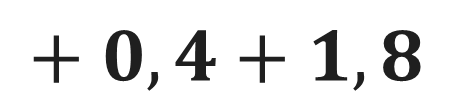 + 0,4 + 1,8